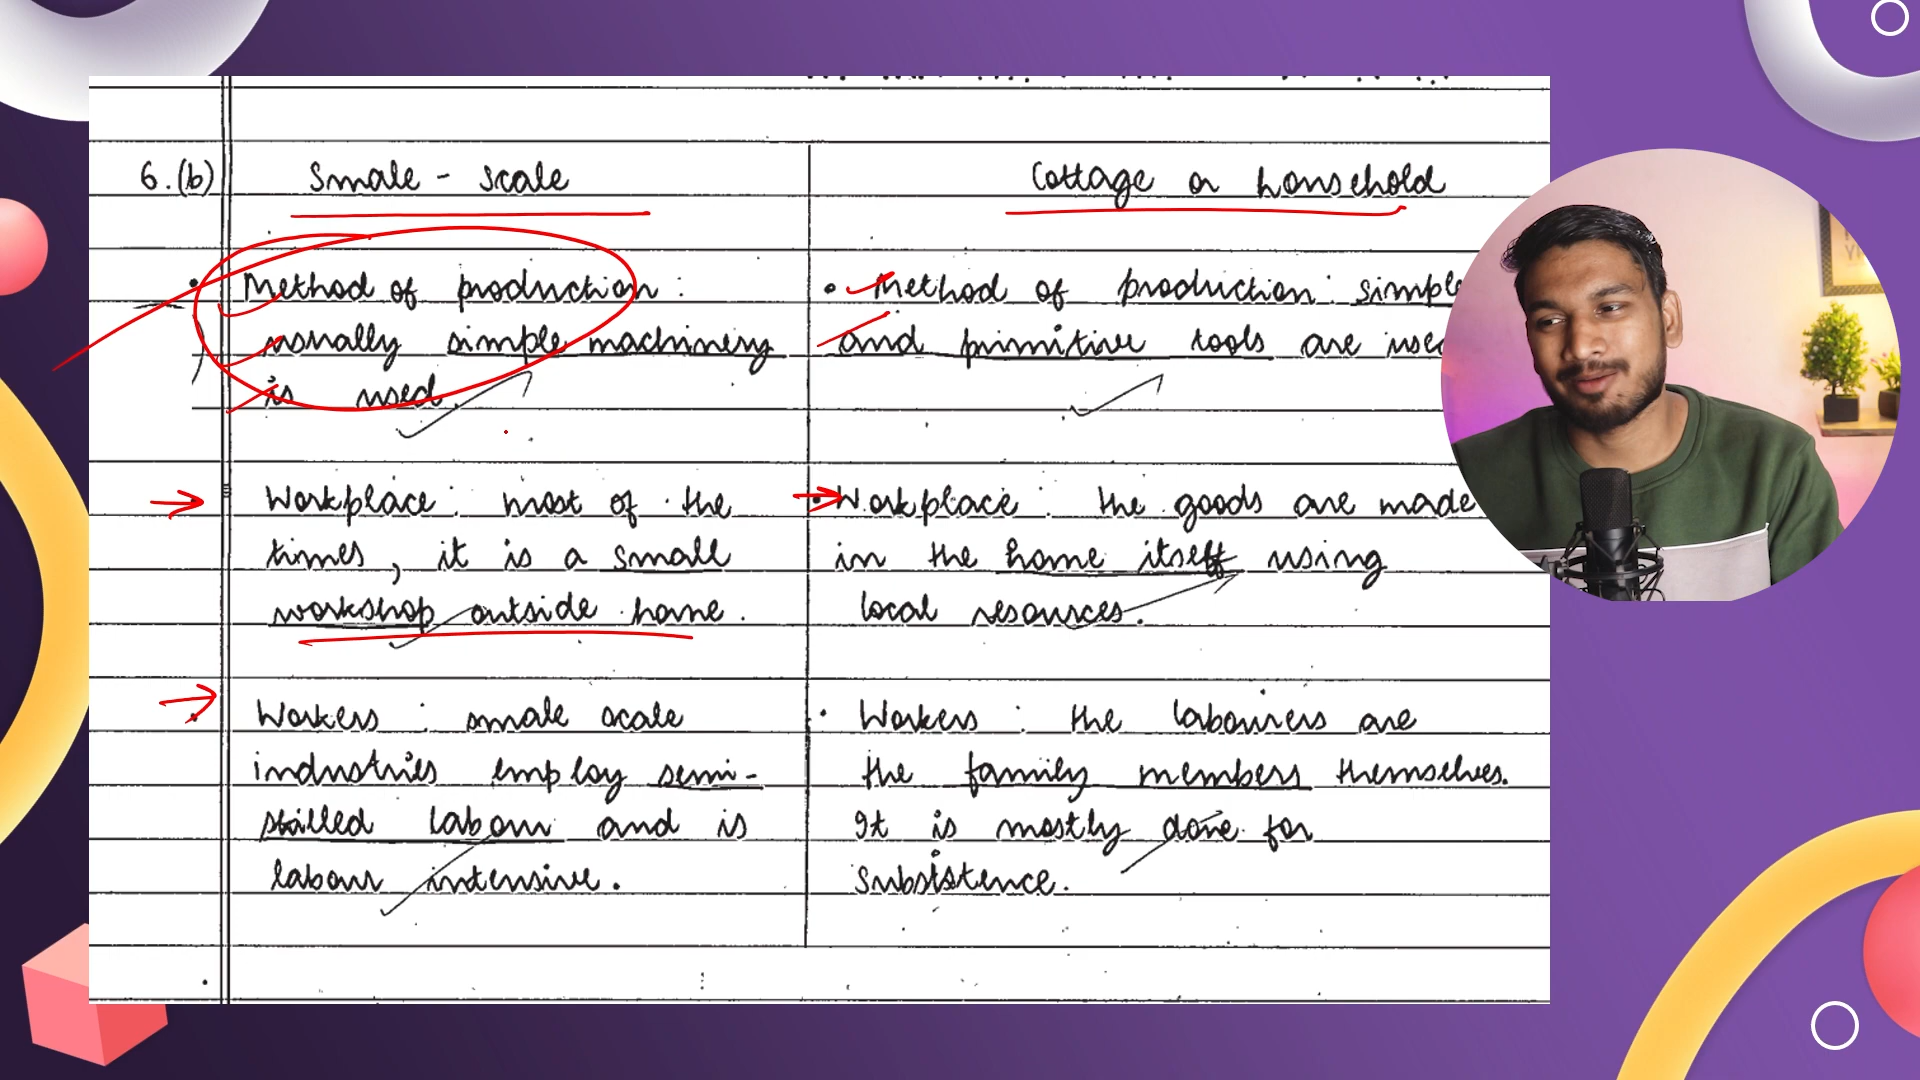 6.(b)
Small - scale
Method of production :
usually simple machinery
is used.
Workplace : most of the
times, it is a small
workshop outside home.
Workers : small scale
industries employ semi-
skilled labour and is
labour intensive.
Cottage or household
Method of production : simple
and primitive tools are used
Workplace : the goods are made
in the home itself using
local resources.
Workers : the labourers are
the family members themselves.
It is mostly done for
Subsistence.